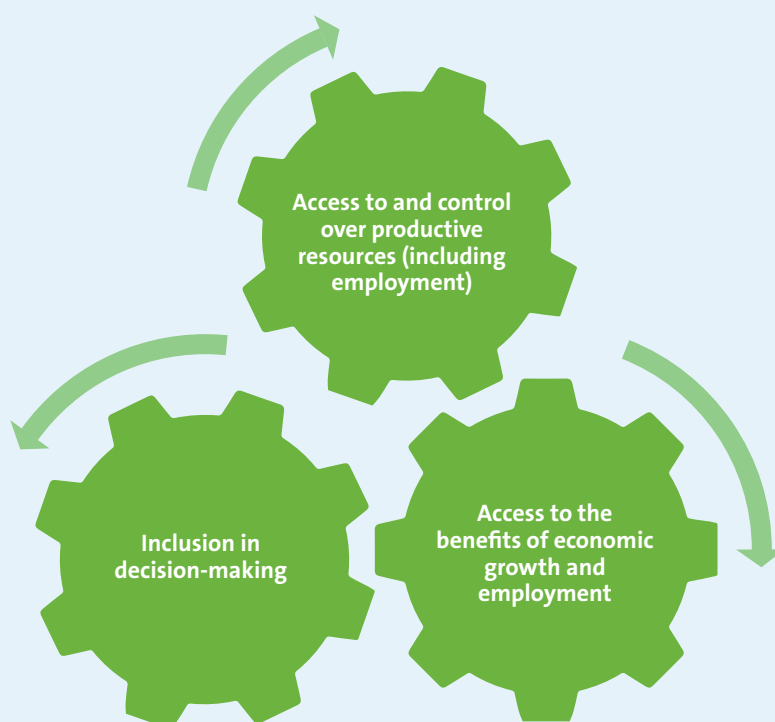 Access to and control
over productive
resources (including
employment)
Inclusion in
decision-making
Access to the
benefits of economic
growth and
employment